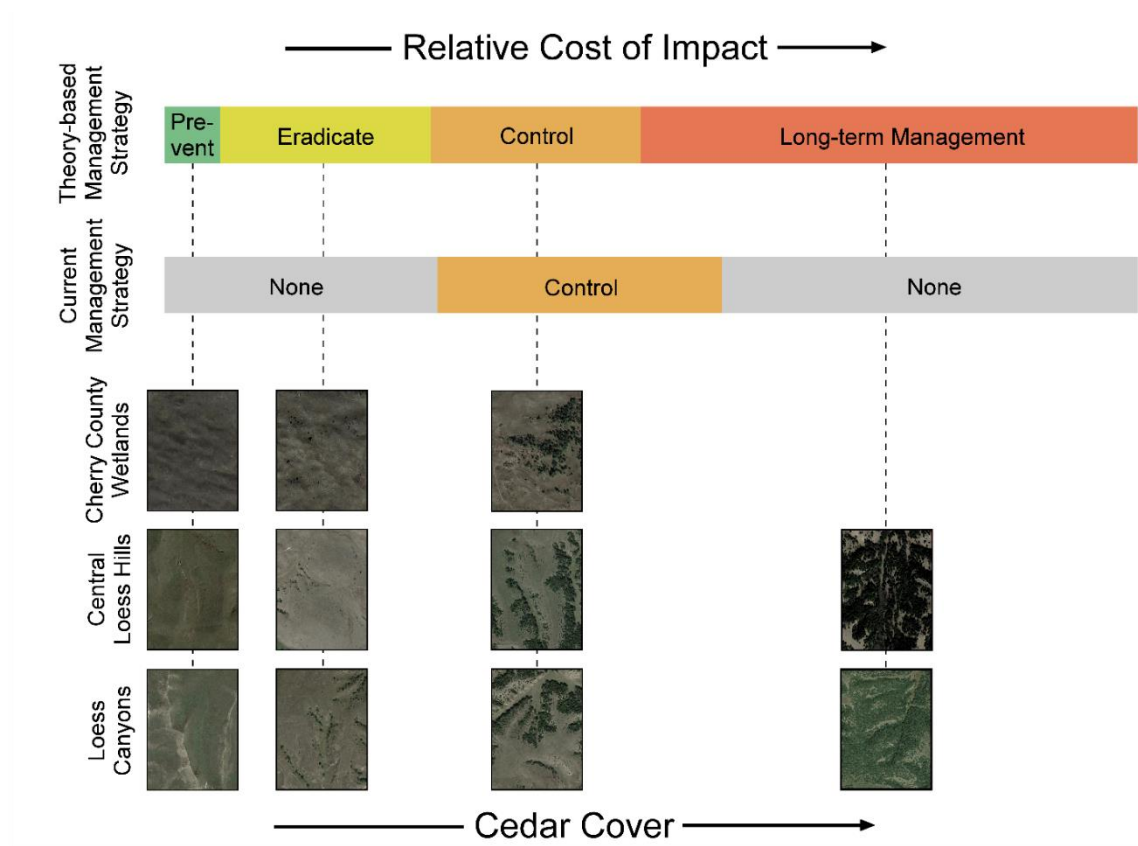 Relative Cost of Impact
Theory-based
Management
Strategy
Pre-
vent
Eradicate
Control
Long-term Management
Current
Management
Strategy
None
Control
None
Cherry County
Wetlands
Central
Loess Hills
Loess
Canyons
Cedar Cover